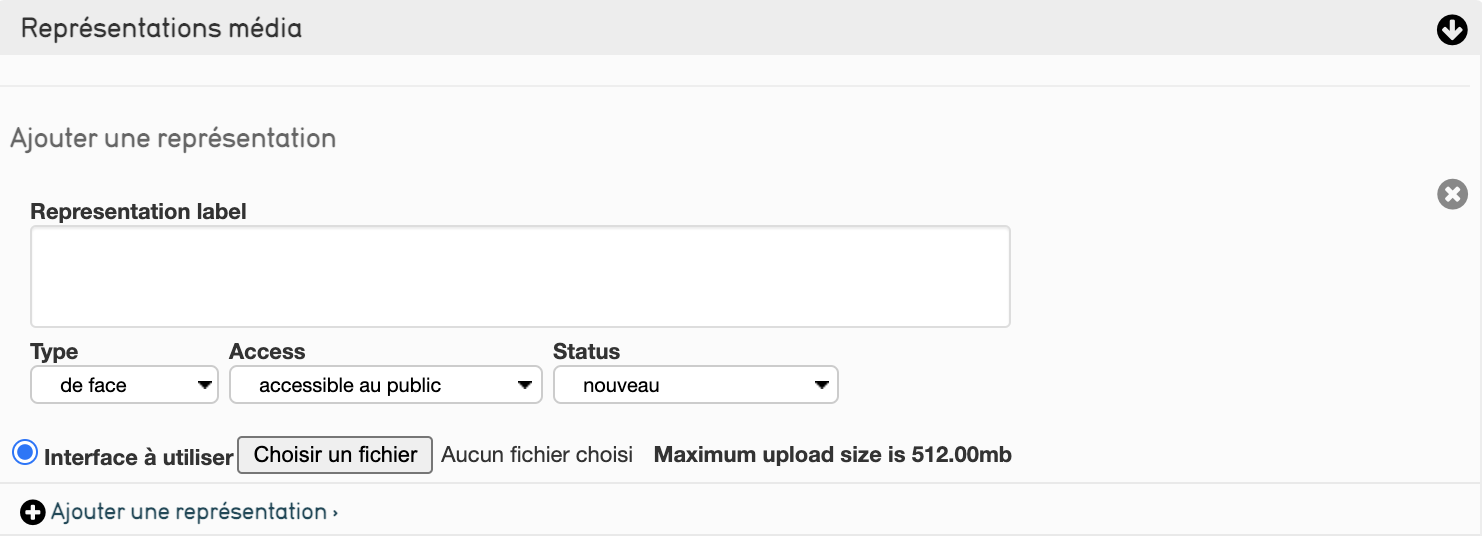 Représentations média
Ajouter une représentation
Representation label
Type Access Status
de face accessible au public nouveau
Interface à utiliser Choisir un fichier Aucun fichier choisi Maximum upload size is 512.00mb
Ajouter une représentation ›